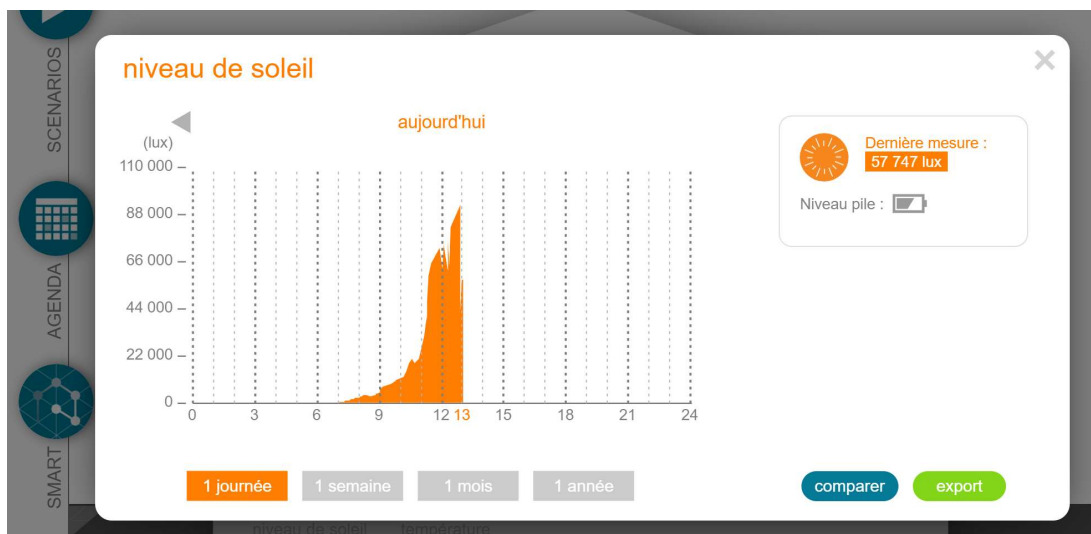 SCENARIOS
AGENDA
SMART
niveau de soleil
×
aujourd'hui
(lux)
110 000
88 000
66 000
44 000
22 000
0
0 3 6 9 12 13 15 18 21 24
Dernière mesure :
57 747 lux
Niveau pile :
1 journée 1 semaine 1 mois 1 année
comparer export
niveau de soleil température